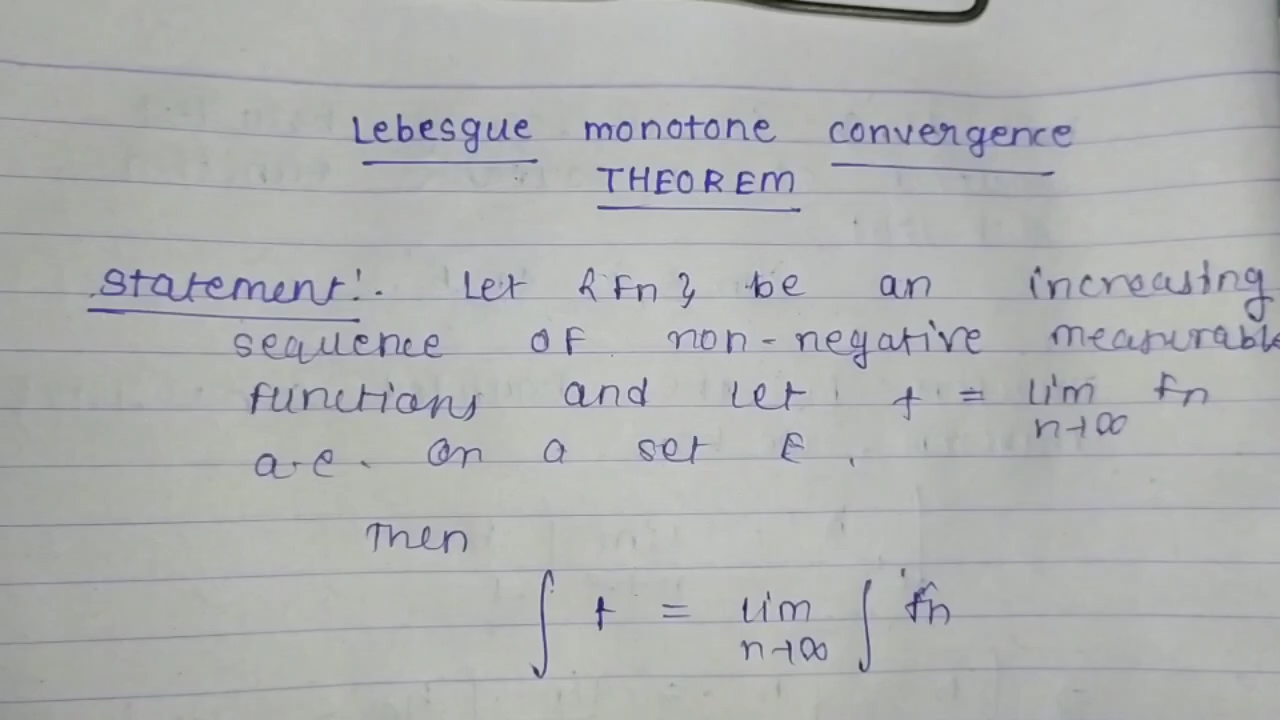 Lebesgue monotone convergence
THEOREM
Statement:. Let {fn} be an increasing
sequence of non-negative measurable
functions and let f = lim fn
n→∞
a.e. on a set E.
Then
∫ f = lim ∫ fn
n→∞